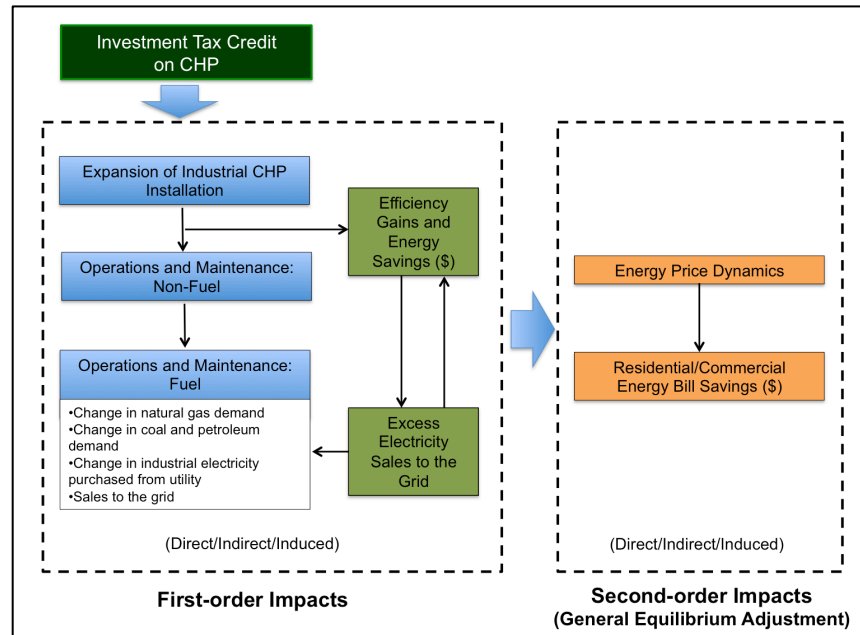 Investment Tax Credit
on CHP
Expansion of Industrial CHP
Installation
Efficiency
Gains and
Energy
Savings ($)
Operations and Maintenance:
Non-Fuel
Operations and Maintenance:
Fuel
•Change in natural gas demand
•Change in coal and petroleum
demand
•Change in industrial electricity
purchased from utility
•Sales to the grid
Excess
Electricity
Sales to the
Grid
(Direct/Indirect/Induced)
First-order Impacts
Energy Price Dynamics
Residential/Commercial
Energy Bill Savings ($)
(Direct/Indirect/Induced)
Second-order Impacts
(General Equilibrium Adjustment)